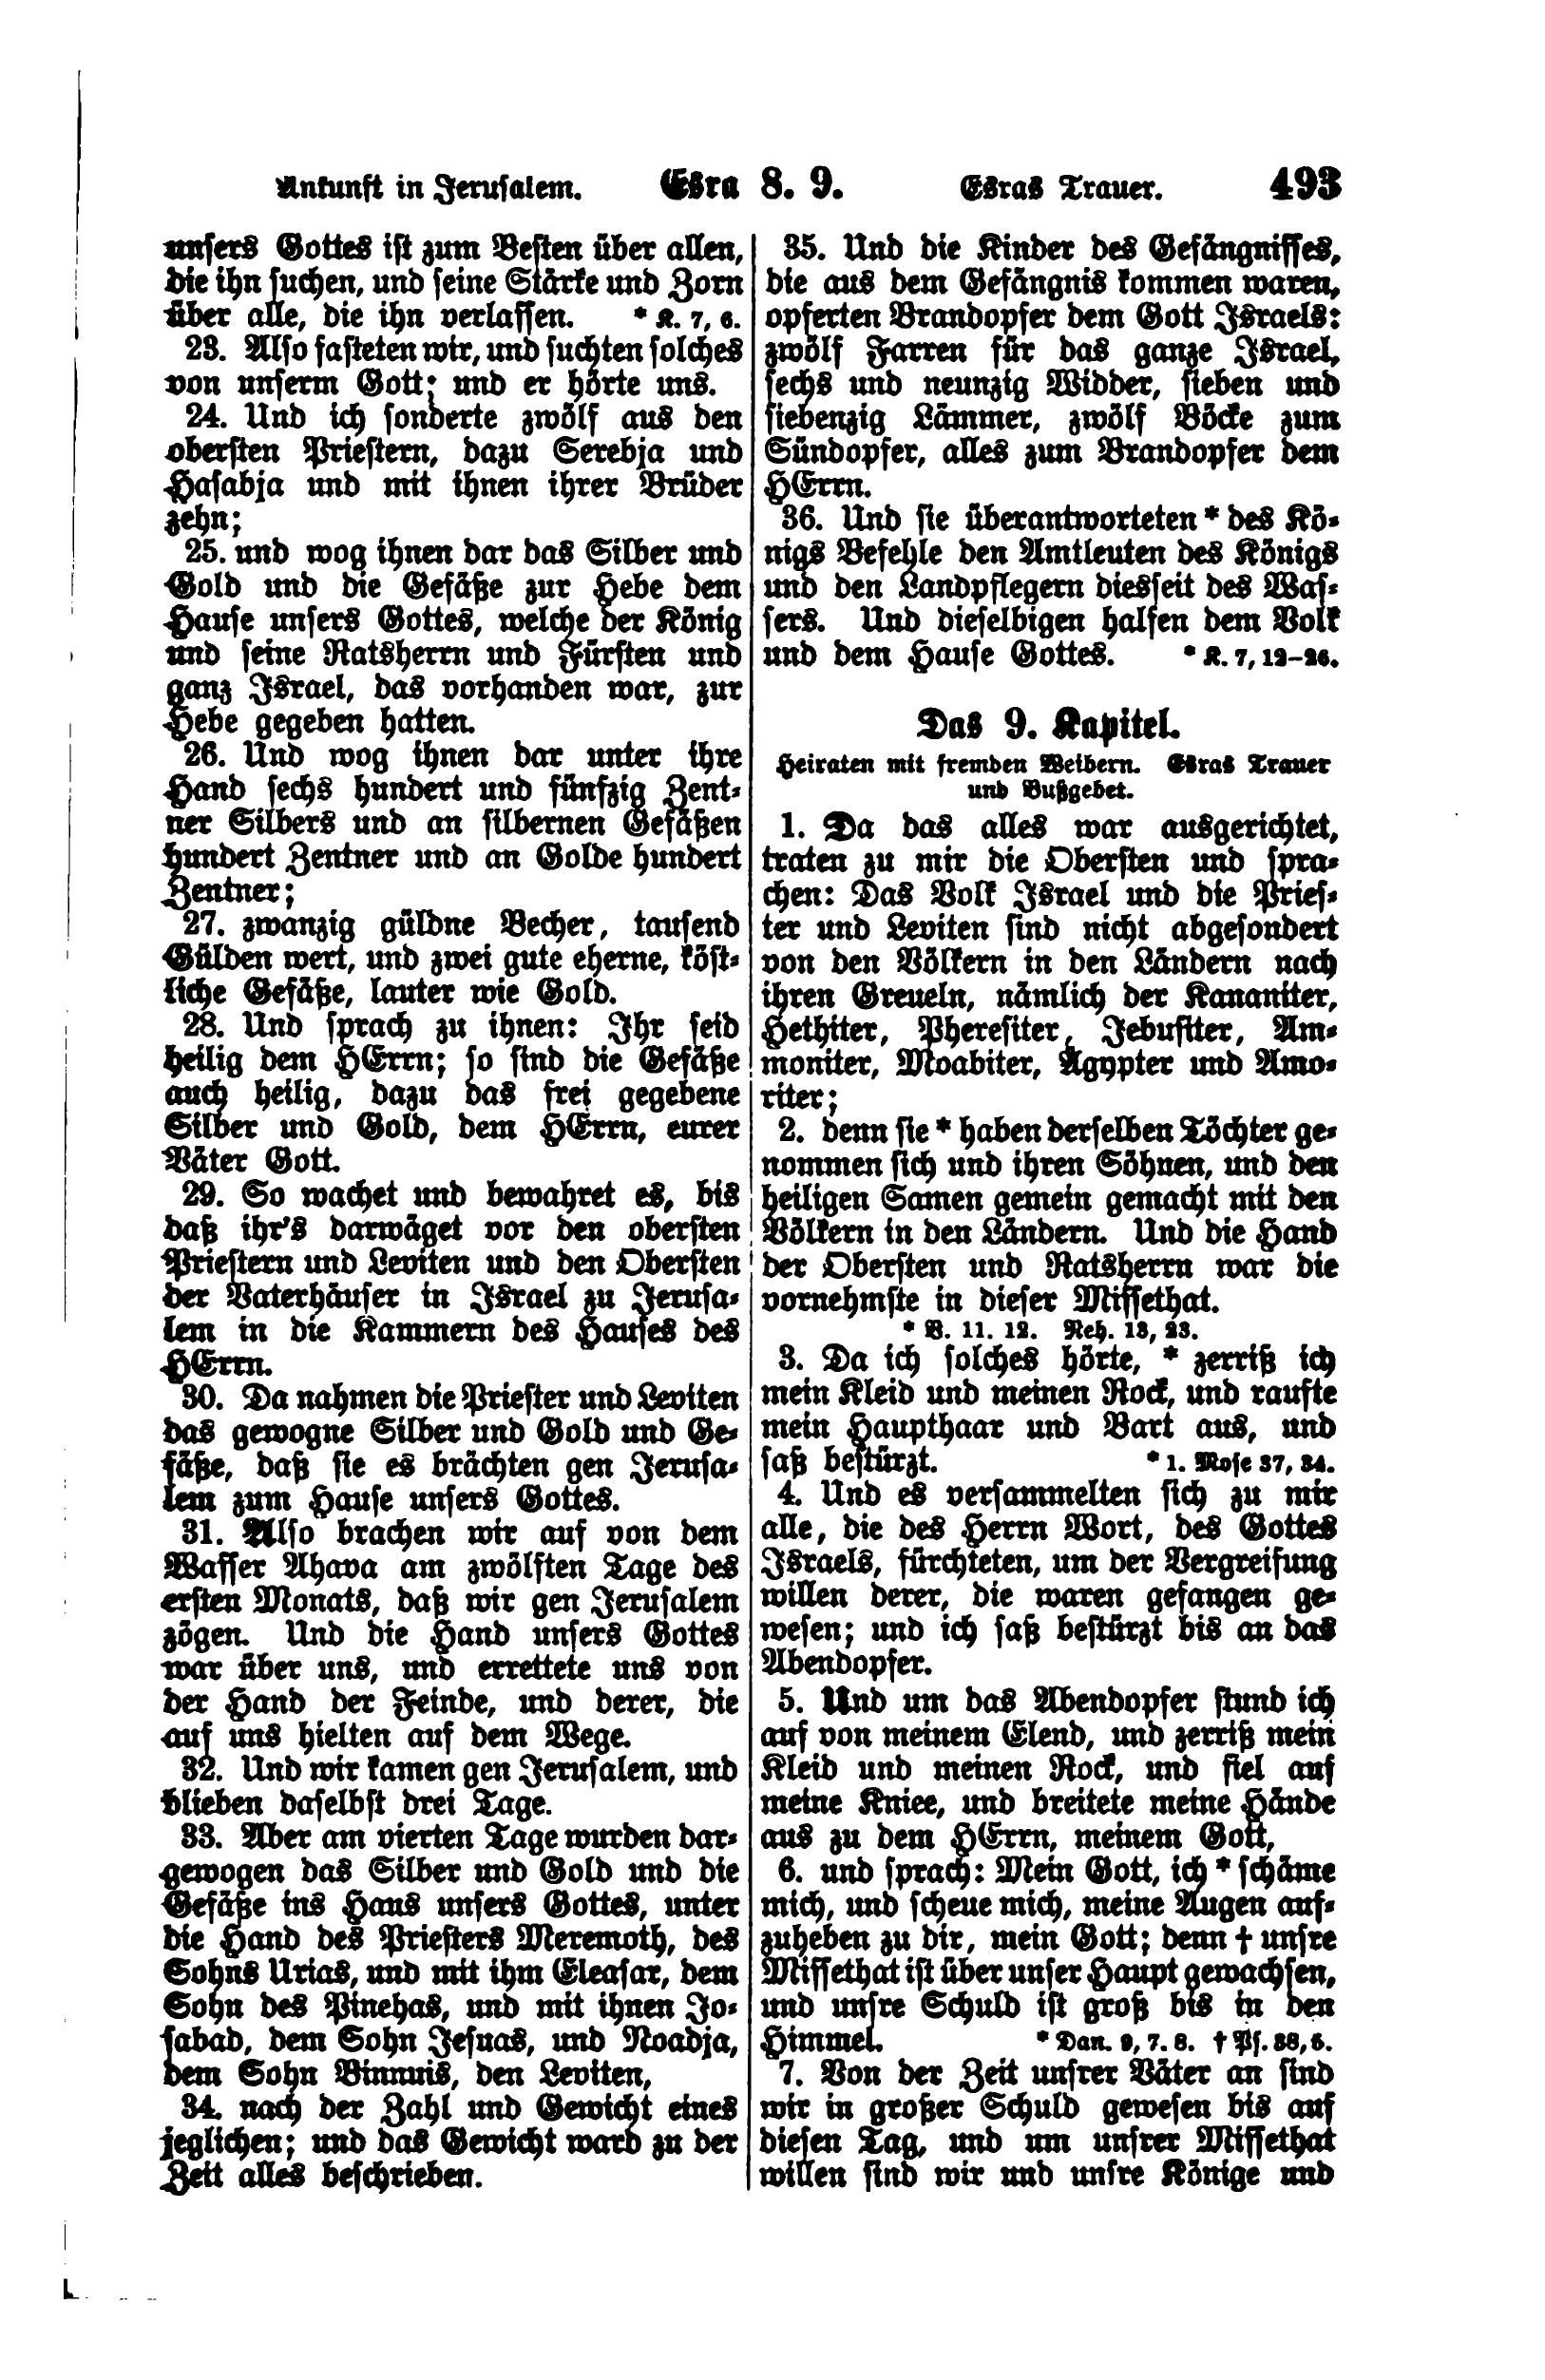 Ankunft in Jerusalem. Esra 8. 9. Esras Trauer. 493
unsers Gottes ist zum Besten über allen,
die ihn suchen, und seine Stärke und Zorn
über alle, die ihn verlassen. * K. 7, 6.
23. Also fasteten wir, und suchten solches
von unserm Gott; und er hörte uns.
24. Und ich sonderte zwölf aus den
obersten Priestern, dazu Serebja und
Hasabja und mit ihnen ihrer Brüder
zehn;
25. und wog ihnen dar das Silber und
Gold und die Gefäße zur Hebe dem
Hause unsers Gottes, welche der König
und seine Ratsherrn und Fürsten und
ganz Israel, das vorhanden war, zur
Hebe gegeben hatten.
26. Und wog ihnen dar unter ihre
Hand sechs hundert und fünfzig Zent-
ner Silbers und an silbernen Gefäßen
hundert Zentner und an Golde hundert
Zentner;
27. zwanzig güldne Becher, tausend
Gülden wert, und zwei gute eherne, köst-
liche Gefäße, lauter wie Gold.
28. Und sprach zu ihnen: Ihr seid
heilig dem HErrn; so sind die Gefäße
auch heilig, dazu das frei gegebene
Silber und Gold, dem HErrn, eurer
Väter Gott.
29. So wachet und bewahret es, bis
daß ihr's darwäget vor den obersten
Priestern und Leviten und den Obersten
der Vaterhäuser in Israel zu Jerusa-
lem in die Kammern des Hauses des
HErrn.
30. Da nahmen die Priester und Leviten
das gewogne Silber und Gold und Ge-
fäße, daß sie es brächten gen Jerusa-
lem zum Hause unsers Gottes.
31. Also brachen wir auf von dem
Wasser Ahava am zwölften Tage des
ersten Monats, daß wir gen Jerusalem
zögen. Und die Hand unsers Gottes
war über uns, und errettete uns von
der Hand der Feinde, und derer, die
auf uns hielten auf dem Wege.
32. Und wir kamen gen Jerusalem, und
blieben daselbst drei Tage.
33. Aber am vierten Tage wurden dar-
gewogen das Silber und Gold und die
Gefäße ins Haus unsers Gottes, unter
die Hand des Priesters Meremoth, des
Sohns Urias, und mit ihm Eleasar, dem
Sohn des Pinehas, und mit ihnen Jo-
sabad, dem Sohn Jesuas, und Noadja,
dem Sohn Binnuis, den Leviten,
34. nach der Zahl und Gewicht eines
jeglichen; und das Gewicht ward zu der
Zeit alles beschrieben.
35. Und die Kinder des Gefängnisses,
die aus dem Gefängnis kommen waren,
opferten Brandopfer dem Gott Israels:
zwölf Farren für das ganze Israel,
sechs und neunzig Widder, sieben und
siebenzig Lämmer, zwölf Böcke zum
Sündopfer, alles zum Brandopfer dem
HErrn.
36. Und sie überantworteten * des Kö-
nigs Befehle den Amtleuten des Königs
und den Landpflegern diesseit des Was-
sers. Und dieselbigen halfen dem Volk
und dem Hause Gottes. * K. 7, 12–26.
Das 9. Kapitel.
Heiraten mit fremden Weibern. Esras Trauer
und Bußgebet.
1. Da das alles war ausgerichtet,
traten zu mir die Obersten und spra-
chen: Das Volk Israel und die Pries-
ter und Leviten sind nicht abgesondert
von den Völkern in den Ländern nach
ihren Greueln, nämlich der Kananiter,
Hethiter, Pheresiter, Jebusiter, Am-
moniter, Moabiter, Ägypter und Amo-
riter;
2. denn sie * haben derselben Töchter ge-
nommen sich und ihren Söhnen, und den
heiligen Samen gemein gemacht mit den
Völkern in den Ländern. Und die Hand
der Obersten und Ratsherrn war die
vornehmste in dieser Missethat.
* V. 11. 12. Neh. 13, 23.
3. Da ich solches hörte, * zerriß ich
mein Kleid und meinen Rock, und raufte
mein Haupthaar und Bart aus, und
saß bestürzt. * 1. Mose 37, 34.
4. Und es versammelten sich zu mir
alle, die des Herrn Wort, des Gottes
Israels, fürchteten, um der Vergreifung
willen derer, die waren gefangen ge-
wesen; und ich saß bestürzt bis an das
Abendopfer.
5. Und um das Abendopfer stund ich
auf von meinem Elend, und zerriß mein
Kleid und meinen Rock, und fiel auf
meine Kniee, und breitete meine Hände
aus zu dem HErrn, meinem Gott,
6. und sprach: Mein Gott, ich * schäme
mich, und scheue mich, meine Augen auf-
zuheben zu dir, mein Gott; denn † unsre
Missethat ist über unser Haupt gewachsen,
und unsre Schuld ist groß bis in den
Himmel. * Dan. 9, 7. 8. † Ps. 38, 5.
7. Von der Zeit unsrer Väter an sind
wir in großer Schuld gewesen bis auf
diesen Tag, und um unsrer Missethat
willen sind wir und unsre Könige und